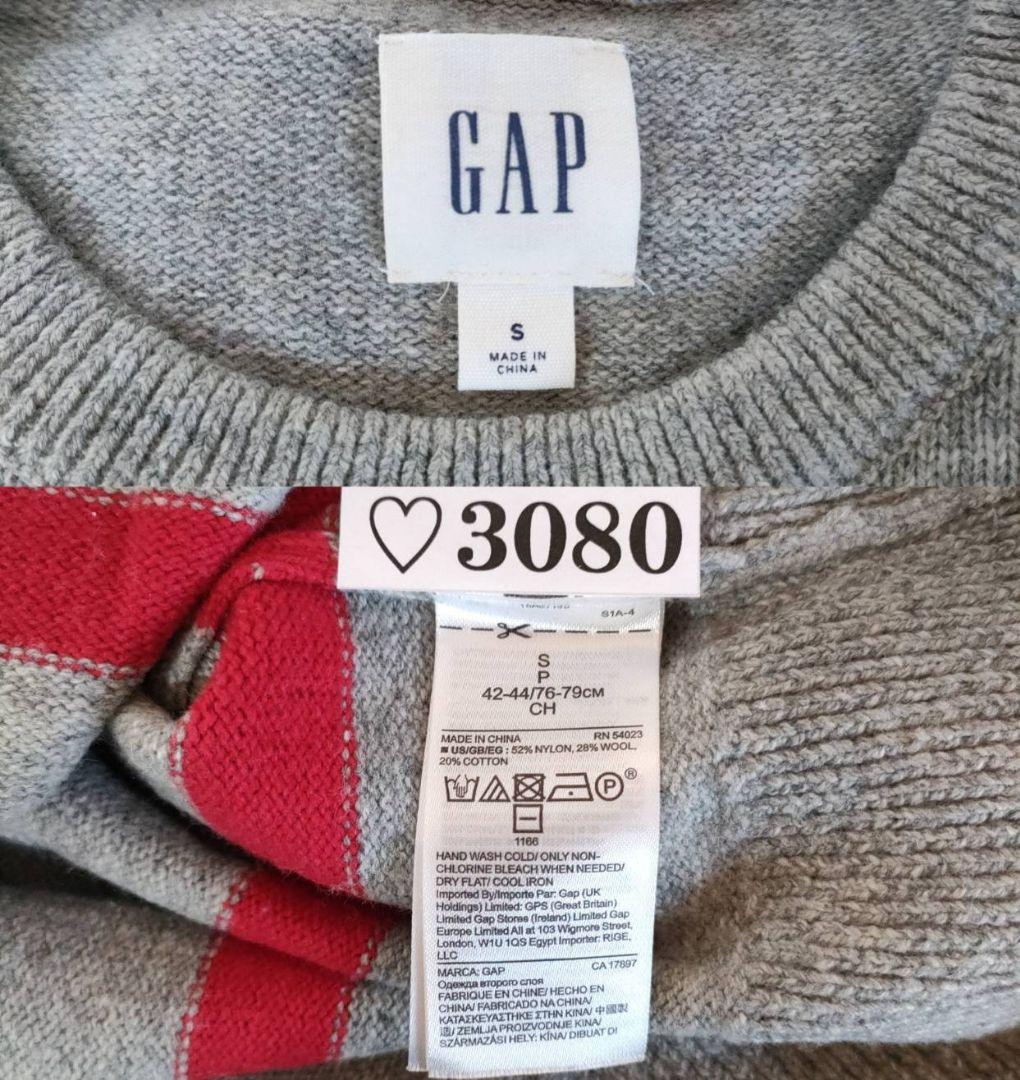 GAP
S
MADE IN
CHINA
♡3080
S1A-4
S
P
42-44/76-79см
CH
MADE IN CHINA RN 54023
US/GB/EG : 52% NYLON, 28% WOOL,
20% COTTON
P®
1166
HAND WASH COLD/ ONLY NON-
CHLORINE BLEACH WHEN NEEDED/
DRY FLAT/ COOL IRON
Imported By/Importe Par: Gap (UK
Holdings) Limited: GPS (Great Britain)
Limited Gap Stores (Ireland) Limited Gap
Europe Limited All at 103 Wigmore Street,
London, W1U 1QS Egypt Importer: RIGE,
LLC
MARCA: GAP CA 17897
Одежда второго слоя
FABRIQUE EN CHINE/ HECHO EN
CHINA/ FABRICADO NA CHINA/
ΚΑΤΑΣΚΕΥΑΣΤΗΚΕ ΣΤΗΝ ΚΙΝΑ/ 中國製
造/ ZEMLJA PROIZVODNJE KINA/
SZÁRMAZÁSI HELY: KÍNA/ DIBUAT DI